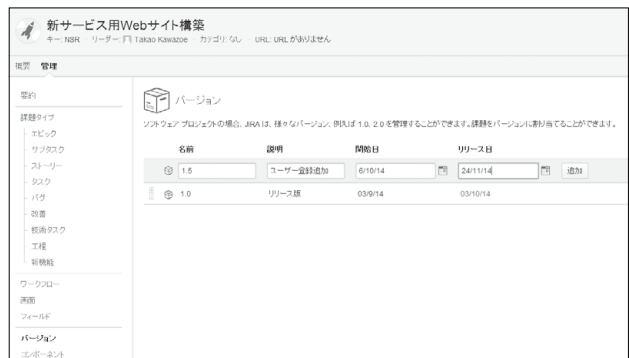 新サービス用Webサイト構築
キー: NSR リーダー: Takao Kawazoe カテゴリ: なし URL: URL がありません
概要 管理
要約
課題タイプ
エピック
サブタスク
ストーリー
タスク
バグ
改善
技術タスク
工程
新機能
ワークフロー
画面
フィールド
バージョン
コンポーネント
バージョン
ソフトウェア プロジェクトの場合、JIRA は、様々なバージョン、例えば 1.0, 2.0 を管理することができます。課題をバージョンに割り当てることができます。
名前 説明 開始日 リリース日
1.5 ユーザー登録追加 6/10/14 24/11/14 追加
1.0 リリース版 03/9/14 03/10/14